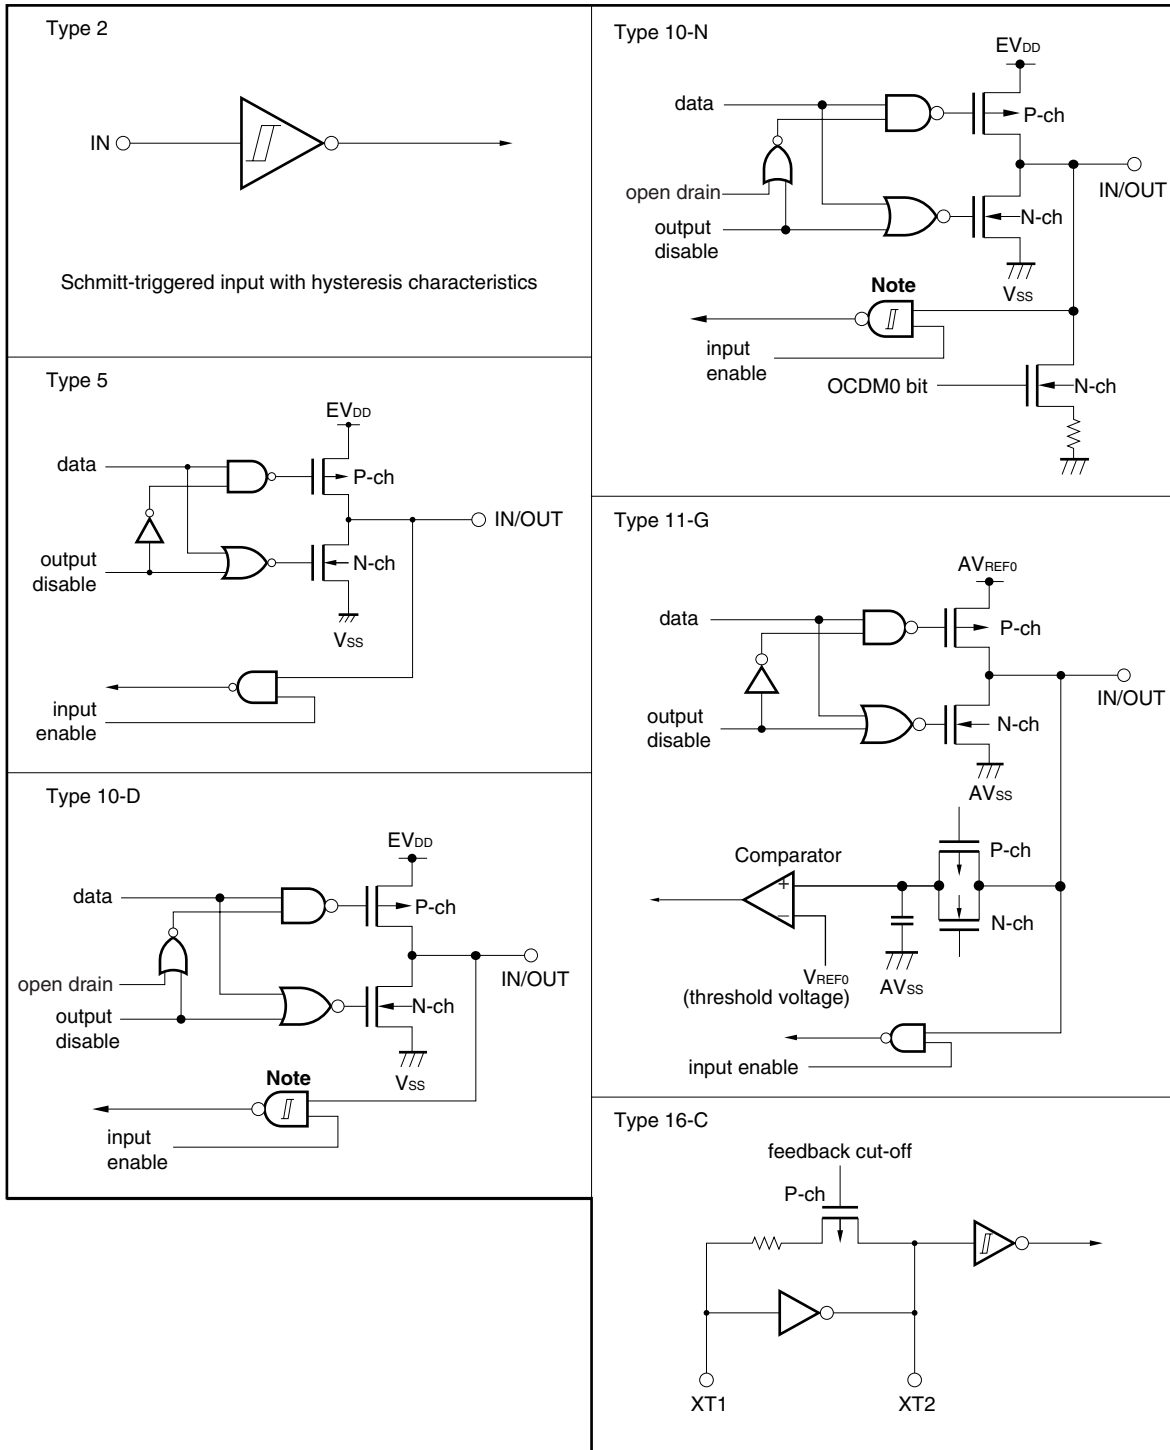 Type 2
IN
Schmitt-triggered input with hysteresis characteristics
Type 5
EVDD
data
P-ch
IN/OUT
output
disable
N-ch
VSS
input
enable
Type 10-D
EVDD
data
P-ch
open drain
IN/OUT
output
disable
N-ch
VSS
Note
input
enable
Type 10-N
EVDD
data
P-ch
open drain
IN/OUT
output
disable
N-ch
VSS
Note
input
enable
OCDM0 bit
N-ch
Type 11-G
AVREF0
data
P-ch
IN/OUT
output
disable
N-ch
AVSS
P-ch
Comparator
+
–
N-ch
VREF0
(threshold voltage)
AVSS
input enable
Type 16-C
feedback cut-off
P-ch
XT1
XT2